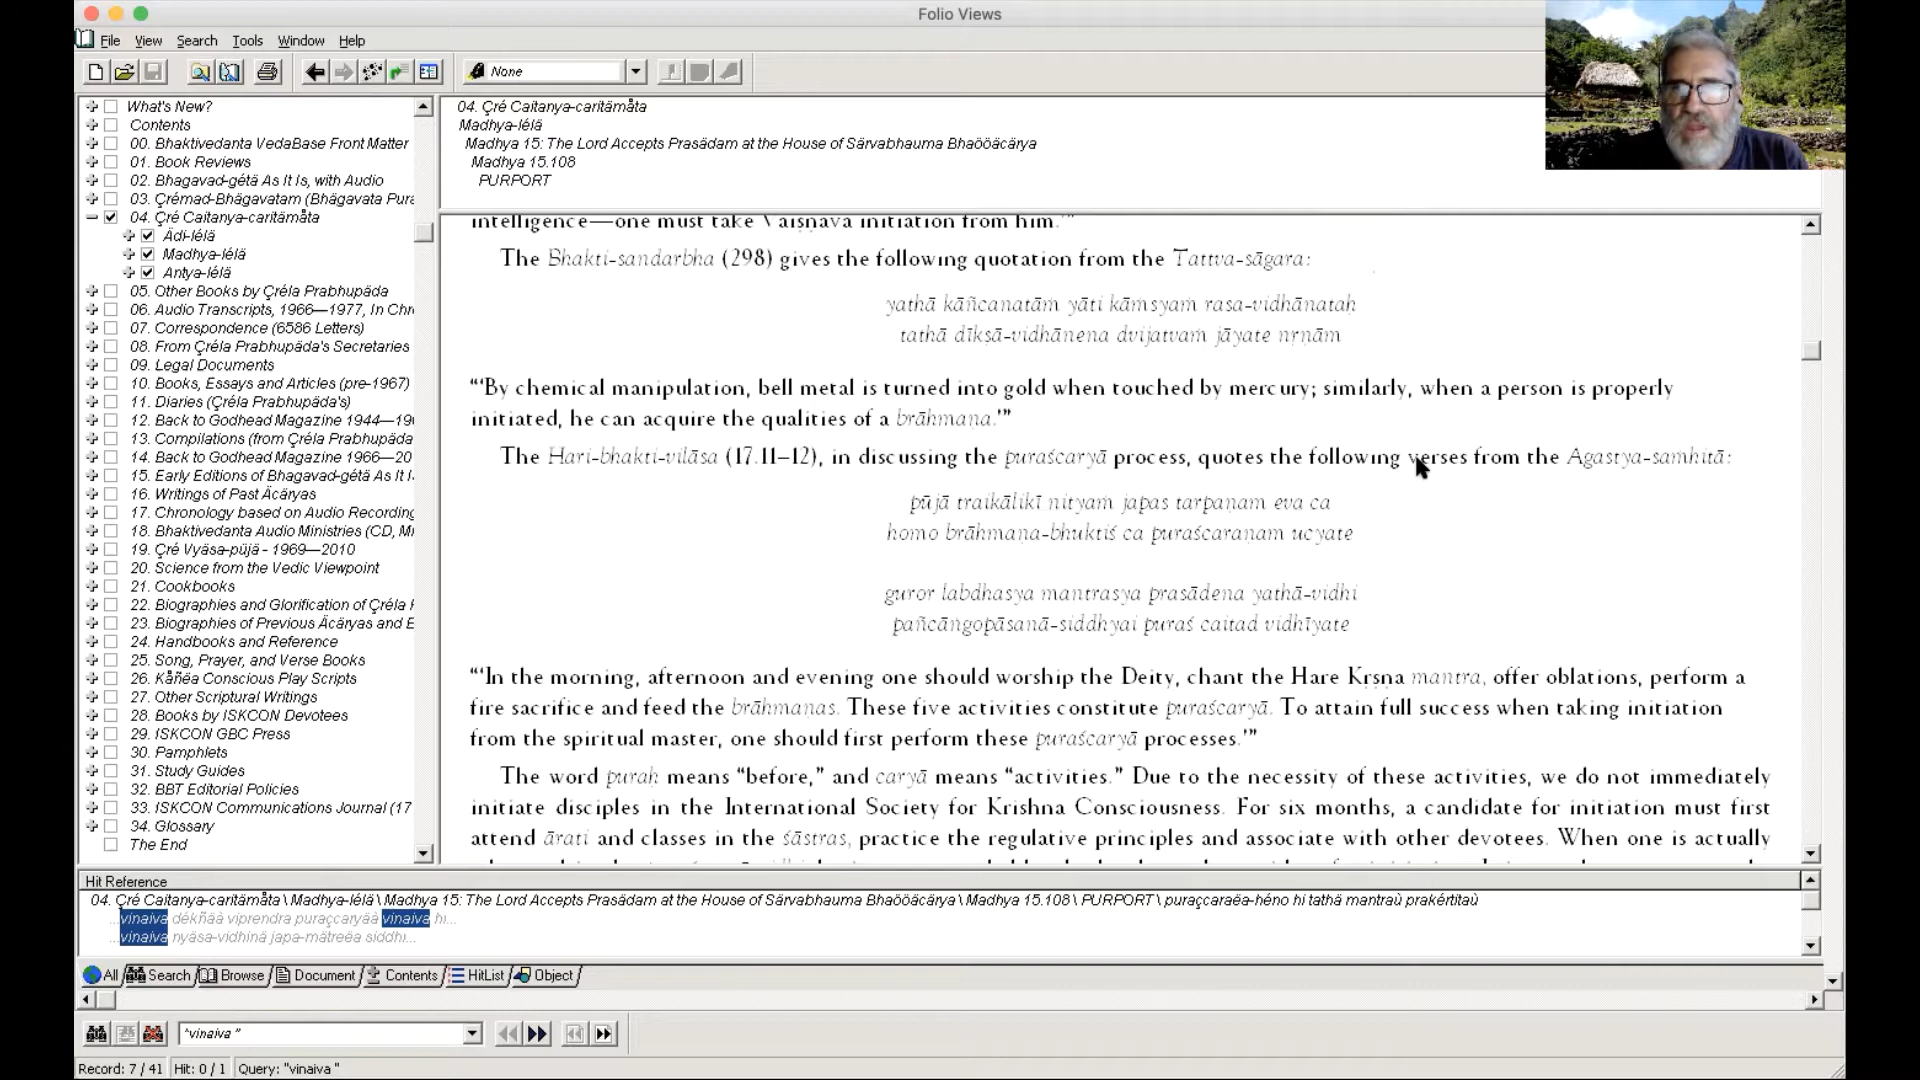 Folio Views
File View Search Tools Window Help
None
What's New?
Contents
00. Bhaktivedanta VedaBase Front Matter
01. Book Reviews
02. Bhagavad-gétä As It Is, with Audio
03. Çrémad-Bhägavatam (Bhägavata Pura
04. Çré Caitanya-caritämåta
Ädi-lélä
Madhya-lélä
Antya-lélä
05. Other Books by Çréla Prabhupäda
06. Audio Transcripts, 1966—1977, In Chr
07. Correspondence (6586 Letters)
08. From Çréla Prabhupäda's Secretaries
09. Legal Documents
10. Books, Essays and Articles (pre-1967)
11. Diaries (Çréla Prabhupäda's)
12. Back to Godhead Magazine 1944—19
13. Compilations (from Çréla Prabhupäda
14. Back to Godhead Magazine 1966—20
15. Early Editions of Bhagavad-gétä As It I
16. Writings of Past Äcäryas
17. Chronology based on Audio Recording
18. Bhaktivedanta Audio Ministries (CD, M
19. Çré Vyäsa-püjä - 1969—2010
20. Science from the Vedic Viewpoint
21. Cookbooks
22. Biographies and Glorification of Çréla
23. Biographies of Previous Äcäryas and E
24. Handbooks and Reference
25. Song, Prayer, and Verse Books
26. Kåñëa Conscious Play Scripts
27. Other Scriptural Writings
28. Books by ISKCON Devotees
29. ISKCON GBC Press
30. Pamphlets
31. Study Guides
32. BBT Editorial Policies
33. ISKCON Communications Journal (17
34. Glossary
The End
04. Çré Caitanya-caritämåta
Madhya-lélä
Madhya 15: The Lord Accepts Prasädam at the House of Särvabhauma Bhaööäcärya
Madhya 15.108
PURPORT
intelligence—one must take Vaiṣṇava initiation from him.’”
The Bhakti-sandarbha (298) gives the following quotation from the Tattva-sāgara:
yathā kāñcanatāṁ yāti kāṁsyaṁ rasa-vidhānataḥ
tathā dīkṣā-vidhānena dvijatvaṁ jāyate nṛṇām
“‘By chemical manipulation, bell metal is turned into gold when touched by mercury; similarly, when a person is properly
initiated, he can acquire the qualities of a brāhmaṇa.’”
The Hari-bhakti-vilāsa (17.11–12), in discussing the puraścaryā process, quotes the following verses from the Agastya-saṁhitā:
pūjā traikālikī nityaṁ japas tarpaṇam eva ca
homo brāhmaṇa-bhuktiś ca puraścaraṇam ucyate
guror labdhasya mantrasya prasādena yathā-vidhi
pañcāṅgopāsanā-siddhyai puraś caitad vidhīyate
“‘In the morning, afternoon and evening one should worship the Deity, chant the Hare Kṛṣṇa mantra, offer oblations, perform a
fire sacrifice and feed the brāhmaṇas. These five activities constitute puraścaryā. To attain full success when taking initiation
from the spiritual master, one should first perform these puraścaryā processes.’”
The word puraḥ means “before,” and caryā means “activities.” Due to the necessity of these activities, we do not immediately
initiate disciples in the International Society for Krishna Consciousness. For six months, a candidate for initiation must first
attend ārati and classes in the śāstras, practice the regulative principles and associate with other devotees. When one is actually
Hit Reference
04. Çré Caitanya-caritämåta \ Madhya-lélä \ Madhya 15: The Lord Accepts Prasädam at the House of Särvabhauma Bhaööäcärya \ Madhya 15.108 \ PURPORT \ puraçcaraëa-héno hi tathä mantraù prakértitaù
...vinaiva dékñäà viprendra puraçcaryäà vinaiva hi...
...vinaiva nyäsa-vidhinä japa-mätreëa siddhi...
All Search Browse Document Contents HitList Object
"vinaiva "
Record: 7 / 41 Hit: 0 / 1 Query: "vinaiva "